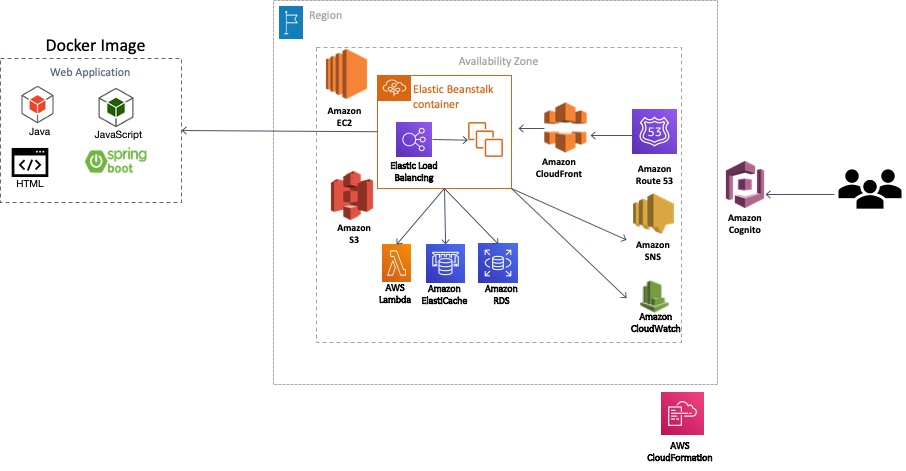 Region
Docker Image
Web Application
Java
JavaScript
HTML
spring
boot
Availability Zone
Amazon
EC2
Elastic Beanstalk
container
Elastic Load
Balancing
Amazon
CloudFront
53
Amazon
Route 53
Amazon
S3
Amazon
SNS
Amazon
Cognito
AWS
Lambda
Amazon
ElastiCache
Amazon
RDS
Amazon
CloudWatch
AWS
CloudFormation